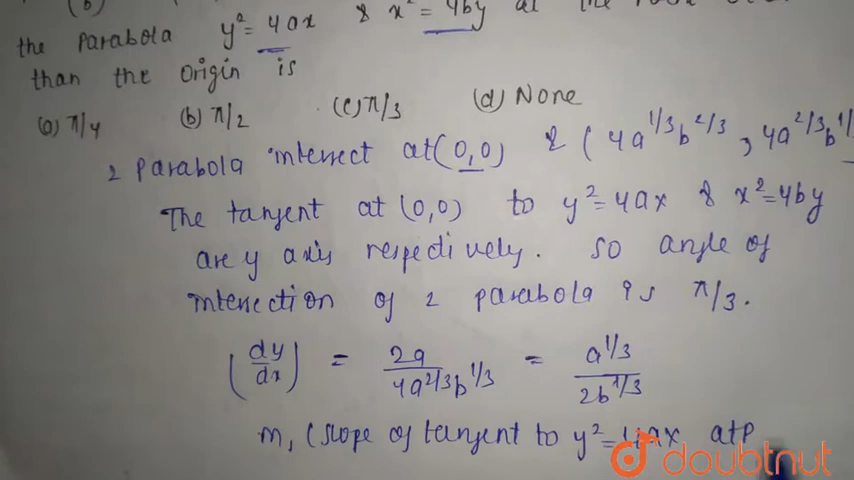 (b)
the parabola y² = 4ax & x² = 4by at the
than the origin is
(a) π/4 (b) π/2 (c) π/3 (d) None
2 parabola intersect at (0,0) & (4a^1/3 b^2/3 , 4a^2/3 b^1/
The tangent at (0,0) to y² = 4ax & x² = 4by
are y axis respectively. so angle of
intersection of 2 parabola is π/3.
(dy/dx) = 2a/4a^2/3 b^1/3 = a^1/3/2b^1/3
m, (slope of tangent to y² = 4ax at P
doubtnut